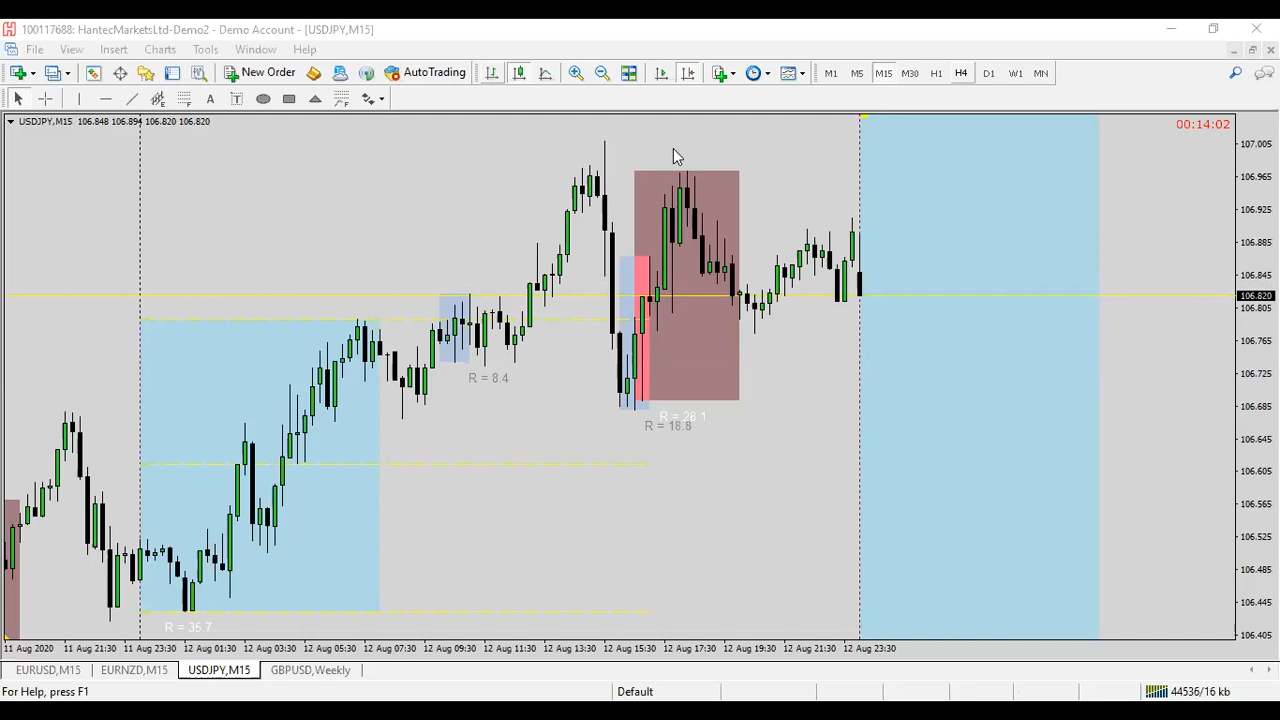 100117688: HantecMarketsLtd-Demo2 - Demo Account - [USDJPY,M15]
File View Insert Charts Tools Window Help
New Order AutoTrading M1 M5 M15 M30 H1 H4 D1 W1 MN
A T
USDJPY,M15 106.848 106.894 106.820 106.820
00:14:02
107.005
106.965
106.925
106.885
106.845
106.820
106.805
106.765
106.725
106.685
106.645
106.605
106.565
106.525
106.485
106.445
106.405
R = 8.4
R = 28.1
R = 18.8
R = 35.7
11 Aug 2020 11 Aug 21:30 11 Aug 23:30 12 Aug 01:30 12 Aug 03:30 12 Aug 05:30 12 Aug 07:30 12 Aug 09:30 12 Aug 11:30 12 Aug 13:30 12 Aug 15:30 12 Aug 17:30 12 Aug 19:30 12 Aug 21:30 12 Aug 23:30
EURUSD,M15 EURNZD,M15 USDJPY,M15 GBPUSD,Weekly
For Help, press F1 Default 44536/16 kb